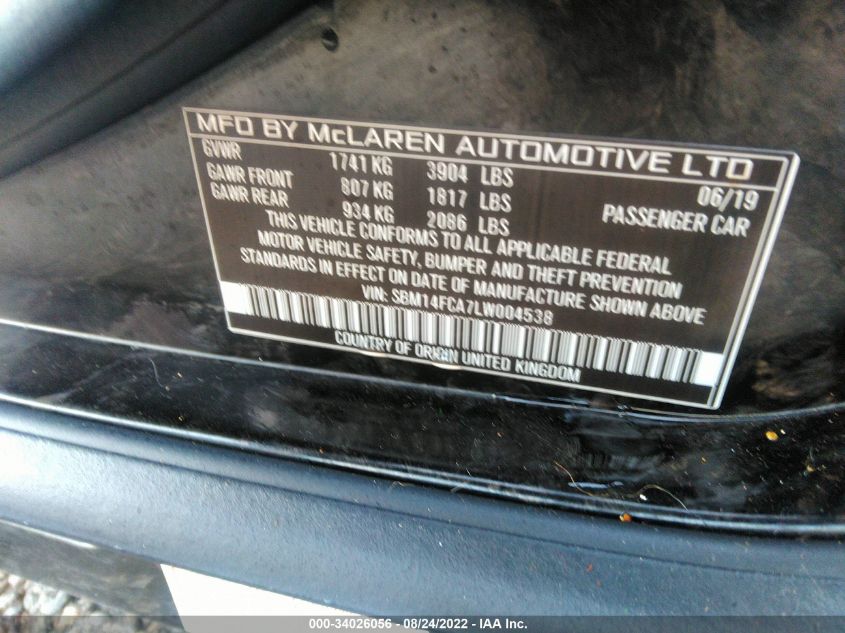 MFD BY McLAREN AUTOMOTIVE LTD
GVWR 1741 KG 3904 LBS 06/19
GAWR FRONT 807 KG 1817 LBS PASSENGER CAR
GAWR REAR 934 KG 2086 LBS
THIS VEHICLE CONFORMS TO ALL APPLICABLE FEDERAL
MOTOR VEHICLE SAFETY, BUMPER AND THEFT PREVENTION
STANDARDS IN EFFECT ON DATE OF MANUFACTURE SHOWN ABOVE
VIN: SBM14FCA7LW004538
COUNTRY OF ORIGIN UNITED KINGDOM
000-34026056 - 08/24/2022 - IAA Inc.